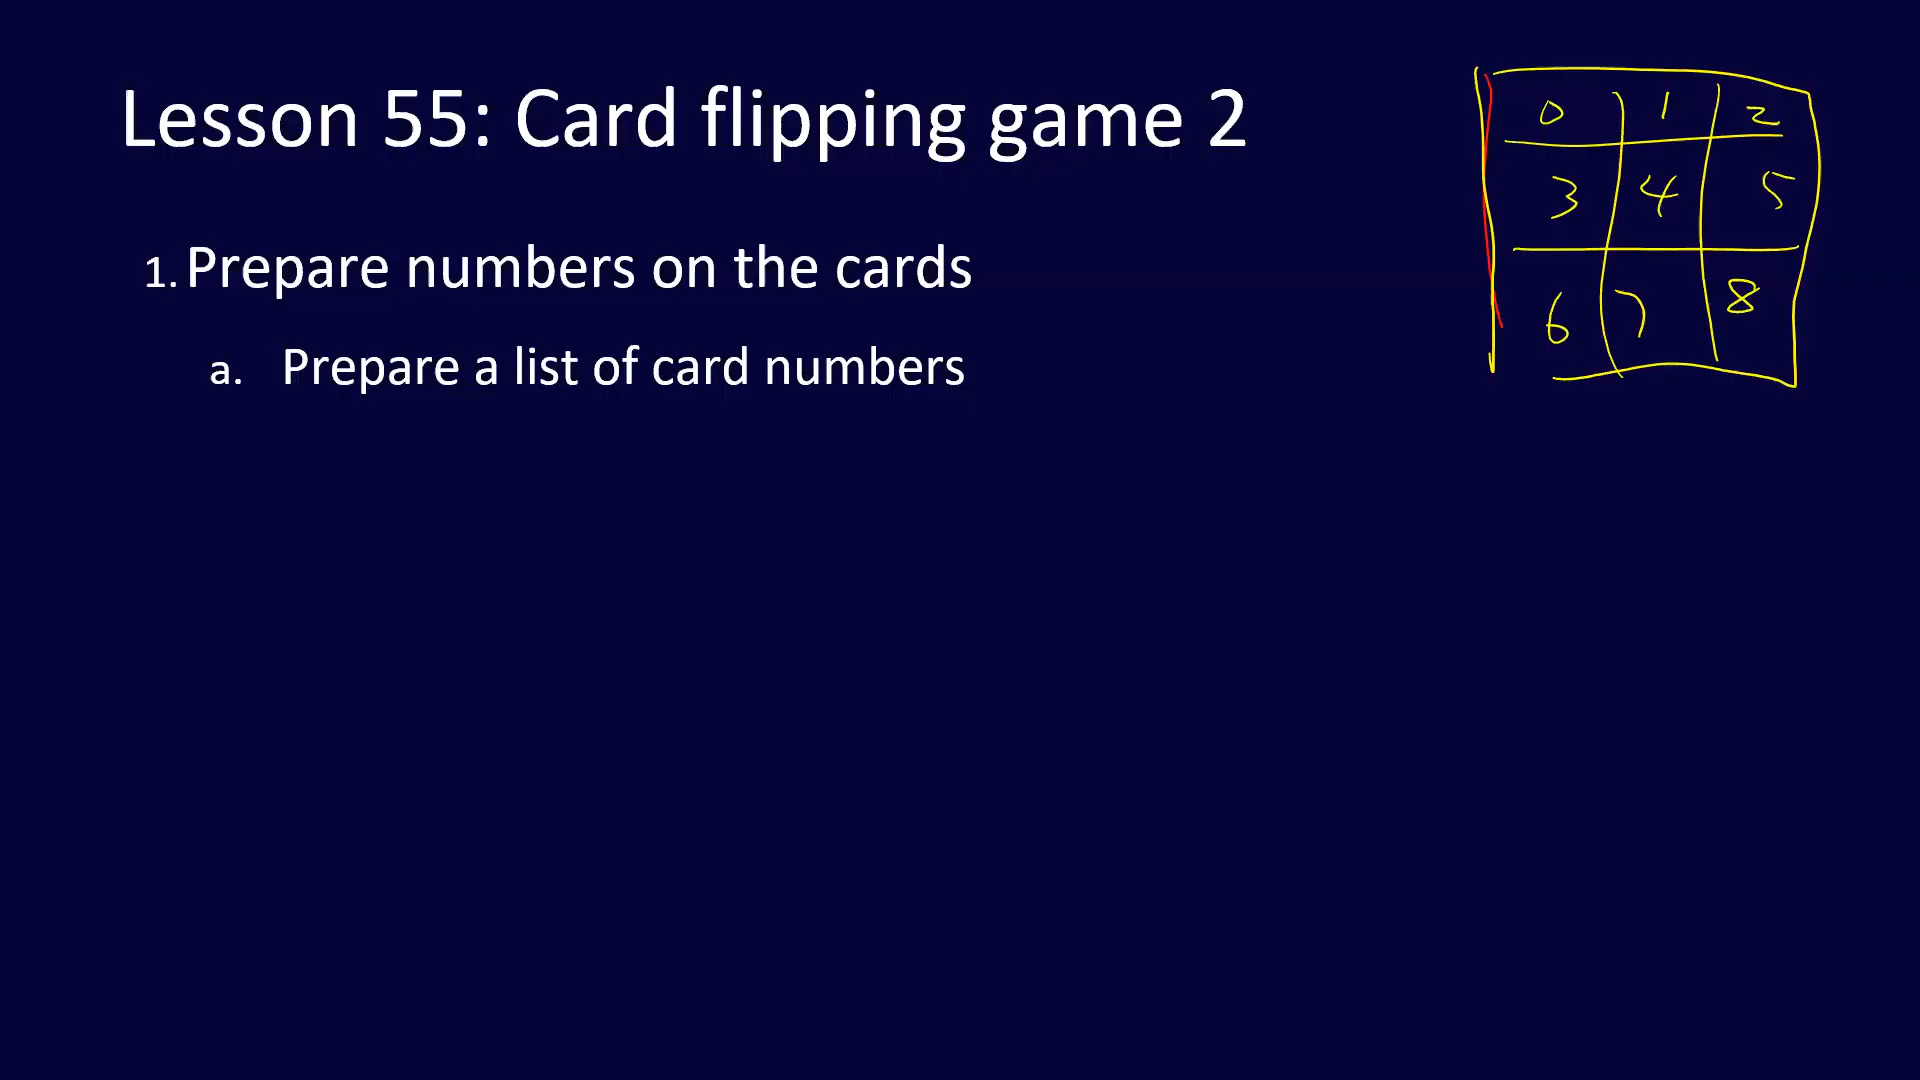 Lesson 55: Card flipping game 2
1. Prepare numbers on the cards
a. Prepare a list of card numbers
0 1 2
3 4 5
6 7 8